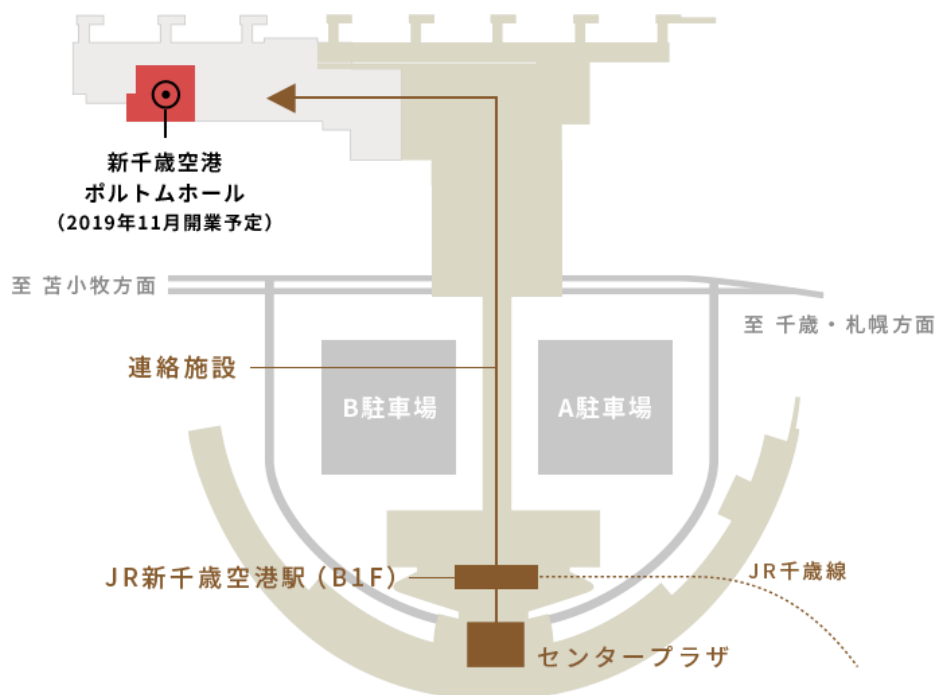 新千歳空港
ポルトムホール
（2019年11月開業予定）
至 苫小牧方面
至 千歳・札幌方面
連絡施設
B駐車場
A駐車場
JR新千歳空港駅（B1F）
JR千歳線
センタープラザ